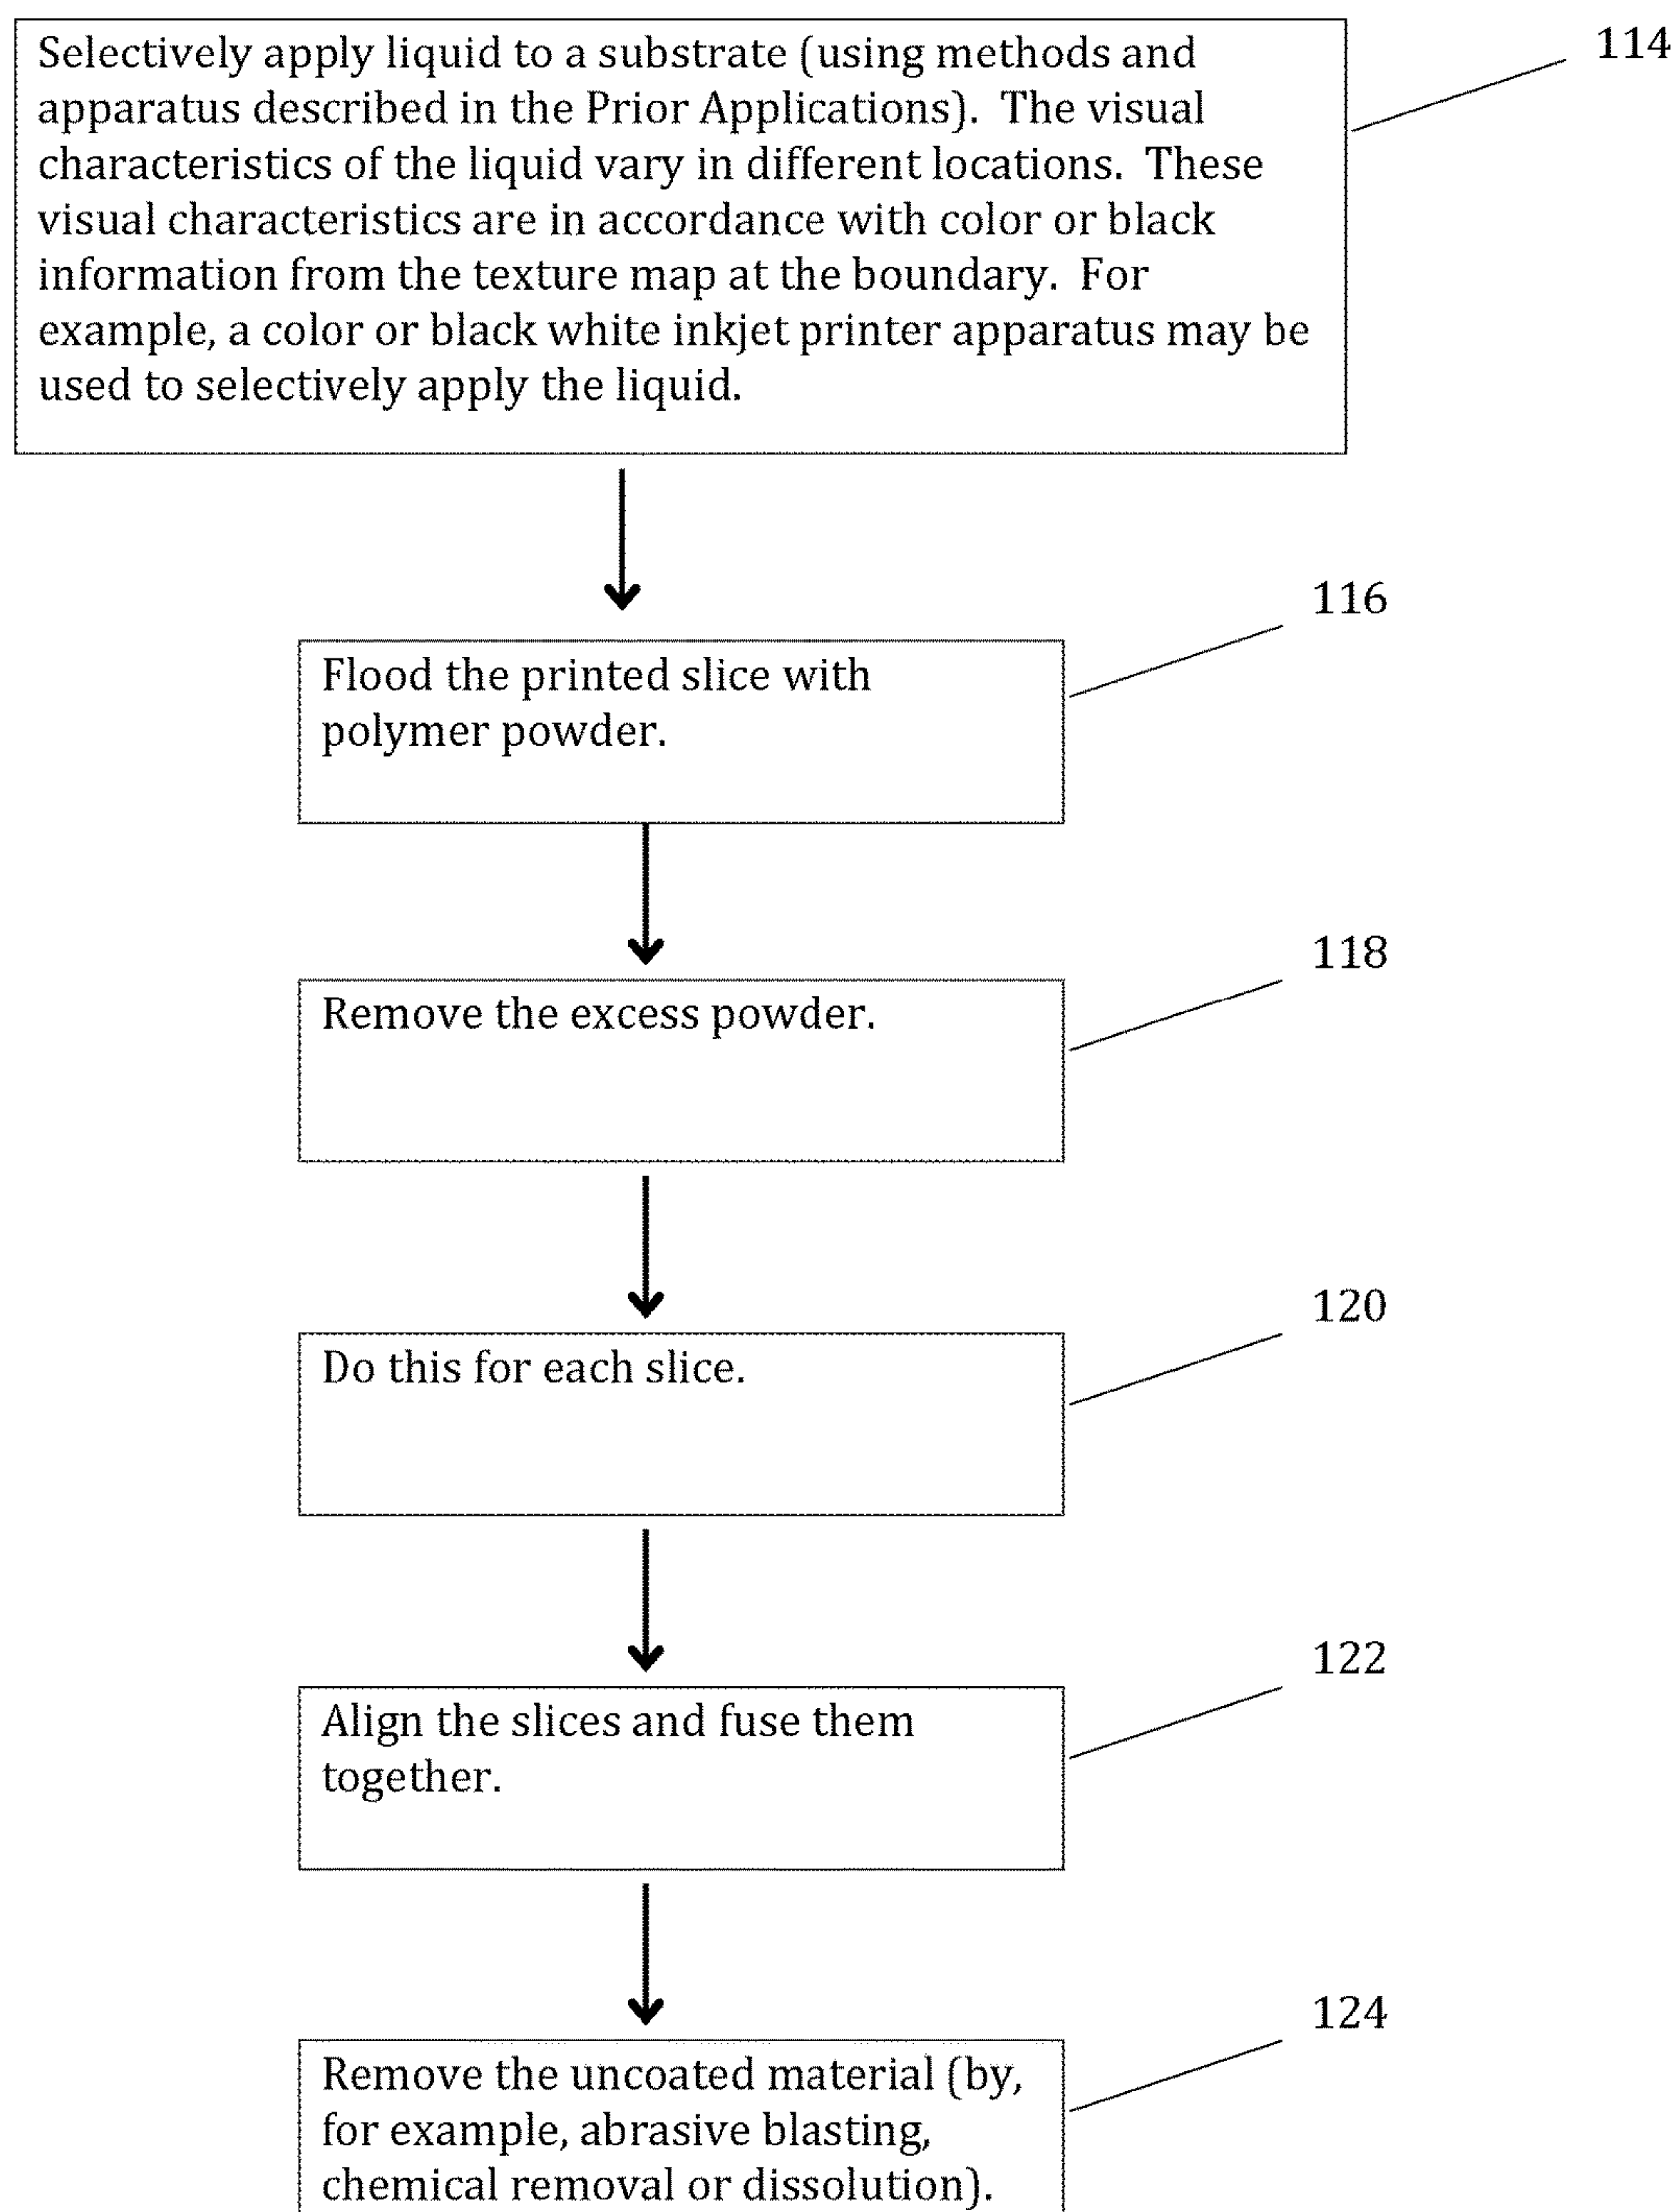 Selectively apply liquid to a substrate (using methods and
apparatus described in the Prior Applications).  The visual
characteristics of the liquid vary in different locations.  These
visual characteristics are in accordance with color or black
information from the texture map at the boundary.  For
example, a color or black white inkjet printer apparatus may be
used to selectively apply the liquid.
114
Flood the printed slice with
polymer powder.
116
Remove the excess powder.
118
Do this for each slice.
120
Align the slices and fuse them
together.
122
Remove the uncoated material (by,
for example, abrasive blasting,
chemical removal or dissolution).
124